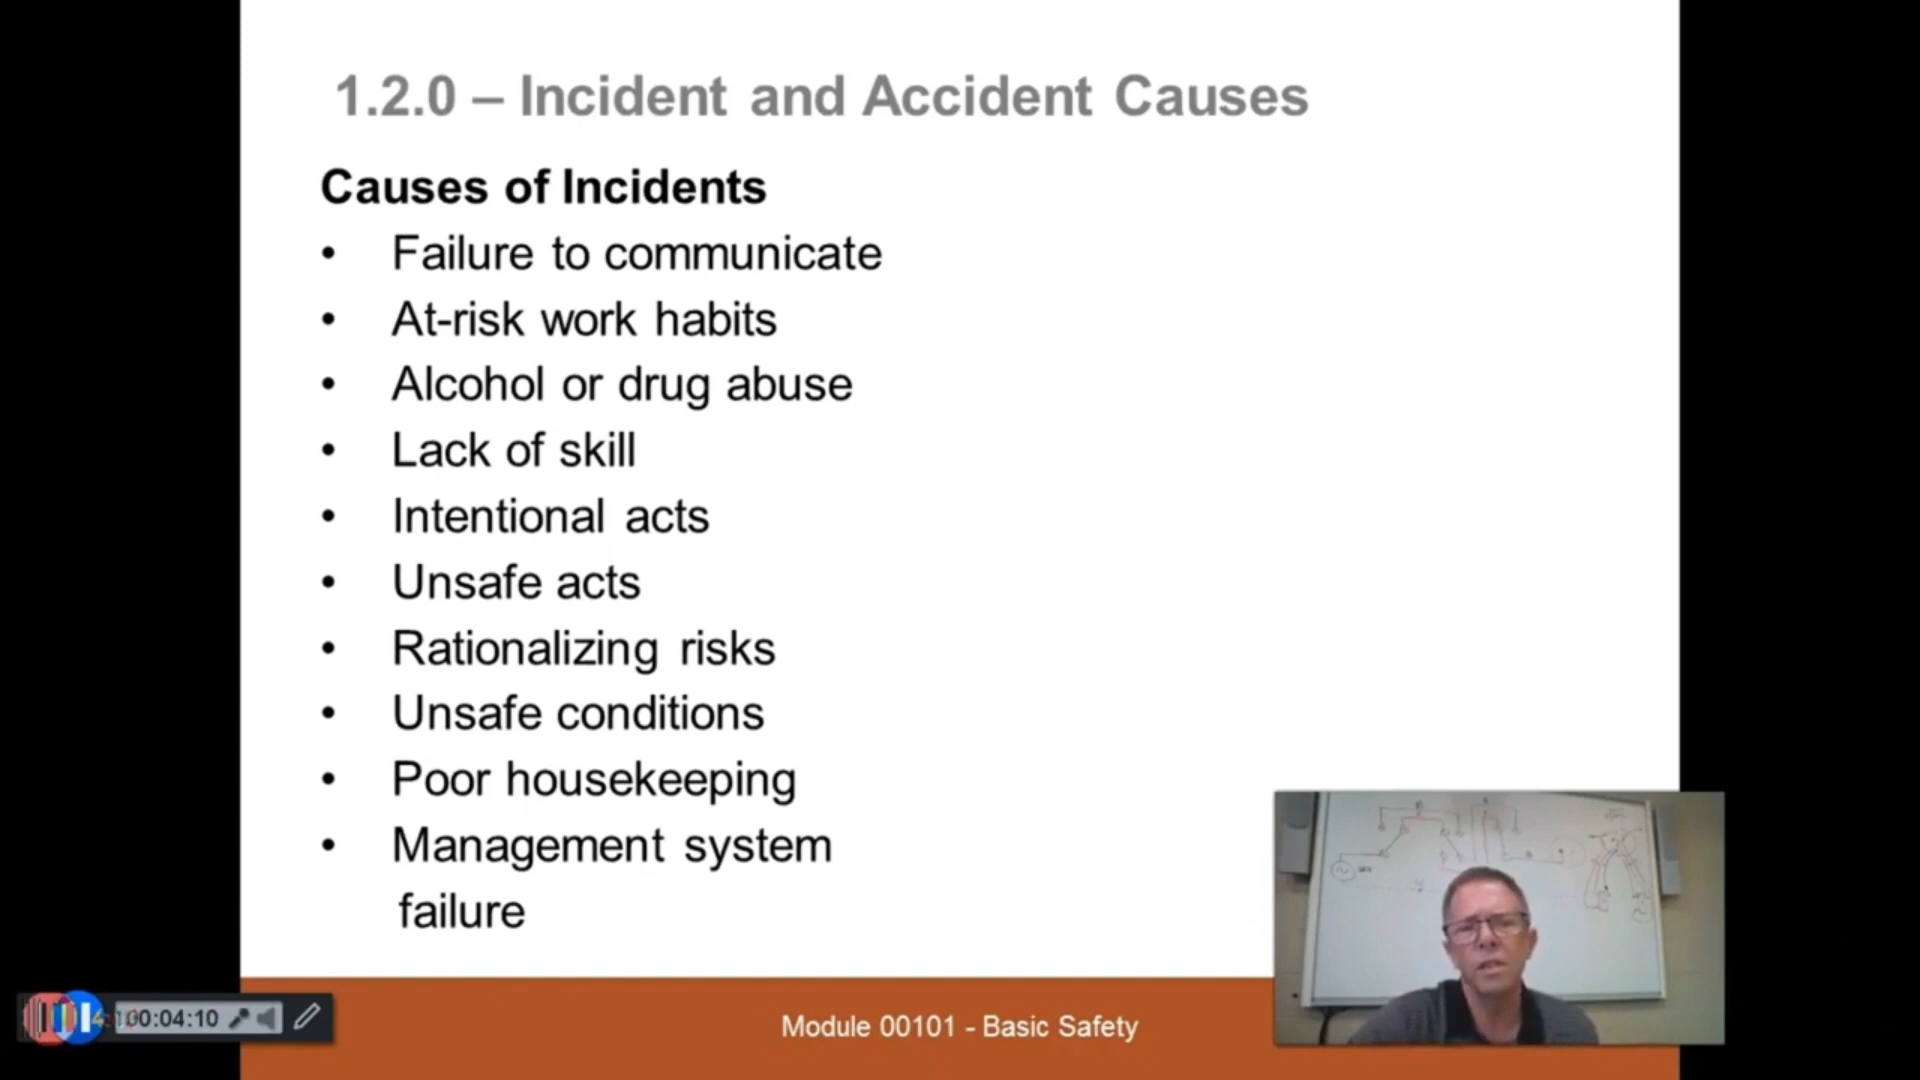 1.2.0 – Incident and Accident Causes
Causes of Incidents
• Failure to communicate
• At-risk work habits
• Alcohol or drug abuse
• Lack of skill
• Intentional acts
• Unsafe acts
• Rationalizing risks
• Unsafe conditions
• Poor housekeeping
• Management system
failure
00:04:10
Module 00101 - Basic Safety